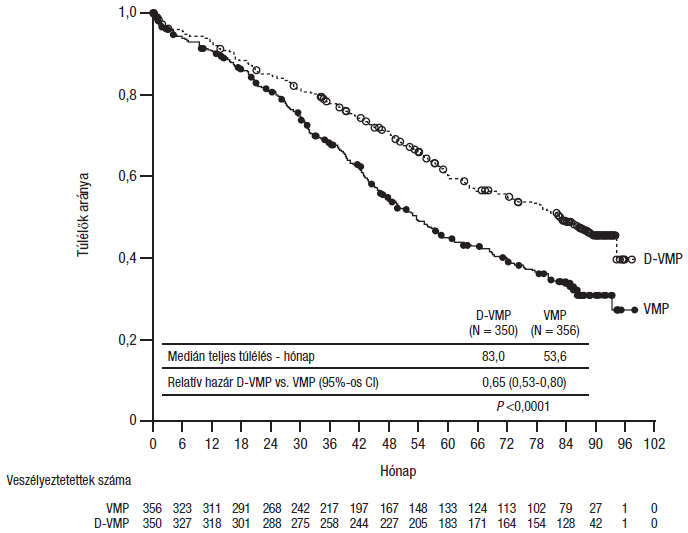 1,0
0,8
0,6
0,4
0,2
0
Túlélők aránya
D-VMP
VMP
D-VMP VMP
(N = 350) (N = 356)
Medián teljes túlélés - hónap 83,0 53,6
Relatív hazár D-VMP vs. VMP (95%-os CI) 0,65 (0,53-0,80)
P <0,0001
0 6 12 18 24 30 36 42 48 54 60 66 72 78 84 90 96 102
Hónap
Veszélyeztetettek száma
VMP 356 323 311 291 268 242 217 197 167 148 133 124 113 102 79 27 1 0
D-VMP 350 327 318 301 288 275 258 244 227 205 183 171 164 154 128 42 1 0